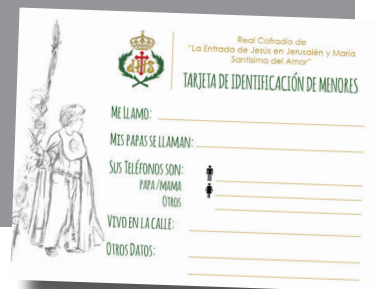 Real Cofradía de
"La Entrada de Jesús en Jerusalén y María
Santísima del Amor"
TARJETA DE IDENTIFICACIÓN DE MENORES
ME LLAMO:
MIS PAPAS SE LLAMAN:
SUS TELÉFONOS SON:
PAPA/MAMA
OTROS
VIVO EN LA CALLE:
OTROS DATOS: